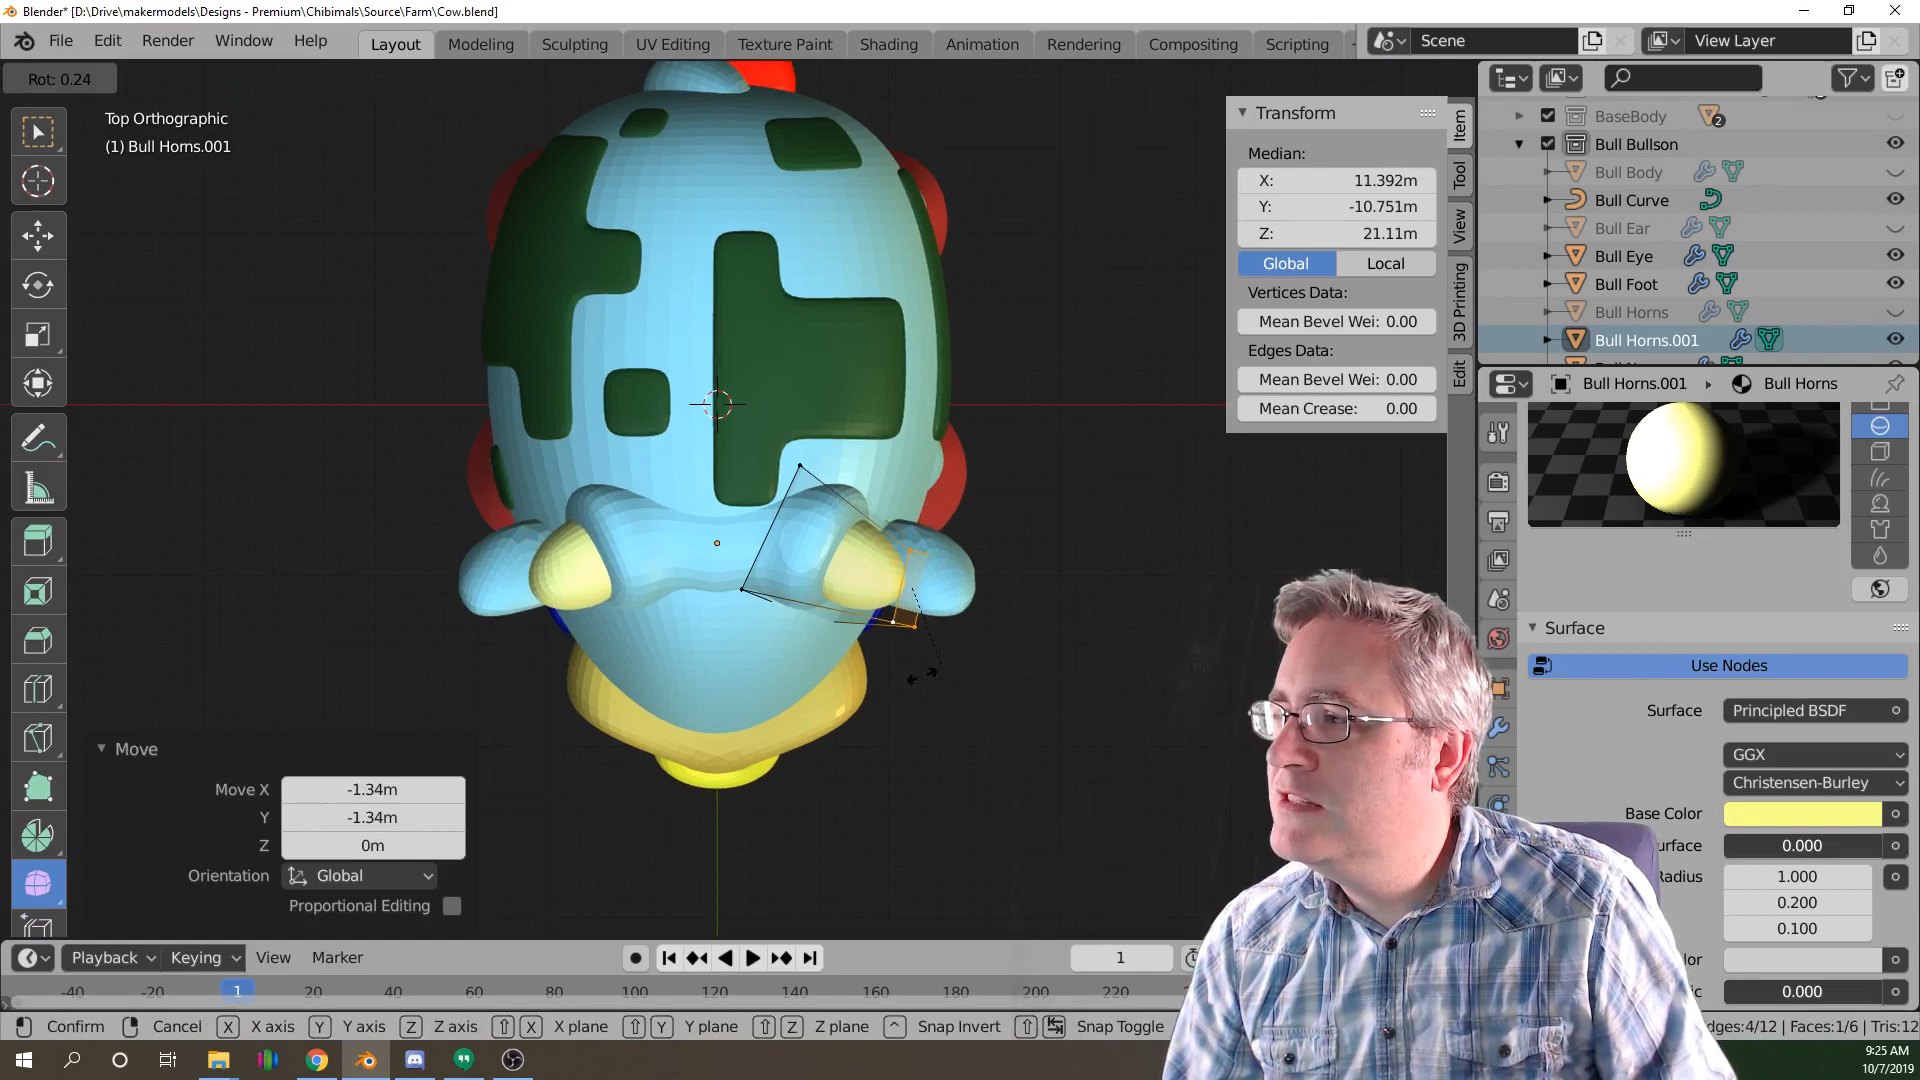 Blender* [D:\Drive\makermodels\Designs - Premium\Chibimals\Source\Farm\Cow.blend]
File Edit Render Window Help Layout Modeling Sculpting UV Editing Texture Paint Shading Animation Rendering Compositing Scripting Scene View Layer
Rot: 0.24
Top Orthographic
(1) Bull Horns.001
Transform
Median:
X: 11.392m
Y: -10.751m
Z: 21.11m
Global Local
Vertices Data:
Mean Bevel Wei: 0.00
Edges Data:
Mean Bevel Wei: 0.00
Mean Crease: 0.00
Item
Tool
View
3D Printing
Edit
BaseBody 2
Bull Bullson
Bull Body
Bull Curve
Bull Ear
Bull Eye
Bull Foot
Bull Horns
Bull Horns.001
Bull Horns.001 Bull Horns
Surface
Use Nodes
Surface Principled BSDF
GGX
Christensen-Burley
Base Color
urface 0.000
Radius 1.000
0.200
0.100
lor
ic 0.000
Move
Move X -1.34m
Y -1.34m
Z 0m
Orientation Global
Proportional Editing
Playback Keying View Marker 1
-40 -20 1 20 40 60 80 100 120 140 160 180 200 220
Confirm Cancel X X axis Y Y axis Z Z axis X X plane Y Y plane Z Z plane ^ Snap Invert Snap Toggle dges:4/12 | Faces:1/6 | Tris:12
9:25 AM
10/7/2019